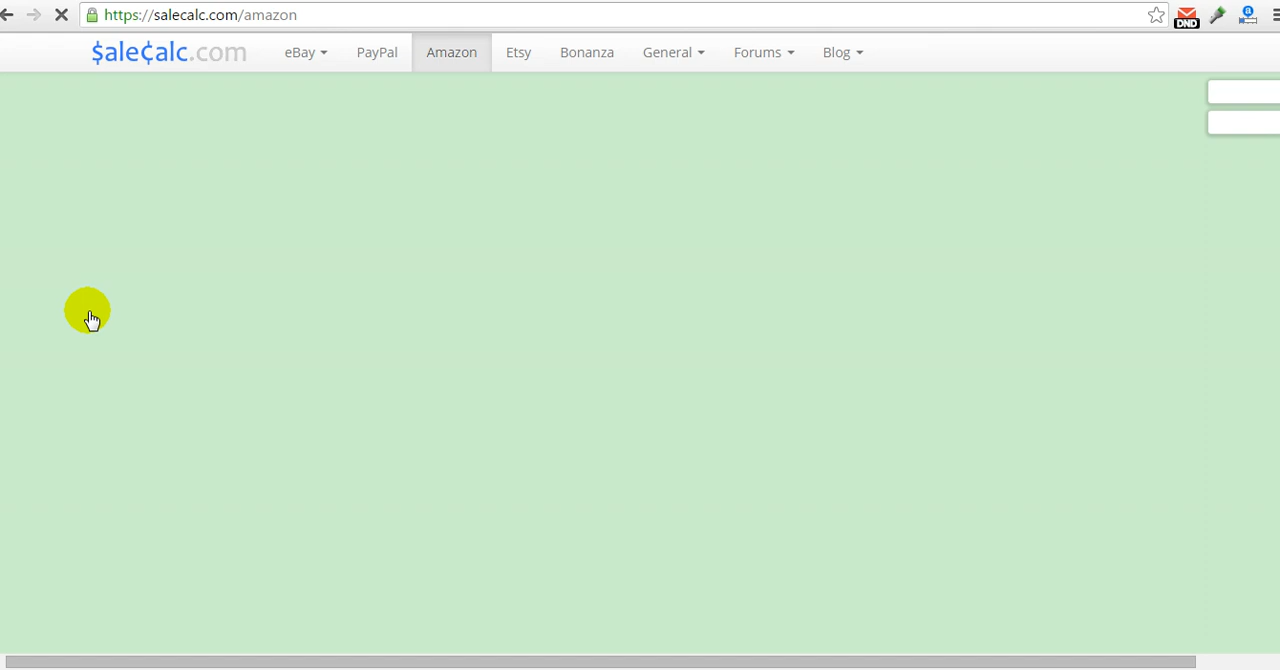 https://salecalc.com/amazon
DND
a
$ale¢alc.com eBay PayPal Amazon Etsy Bonanza General Forums Blog